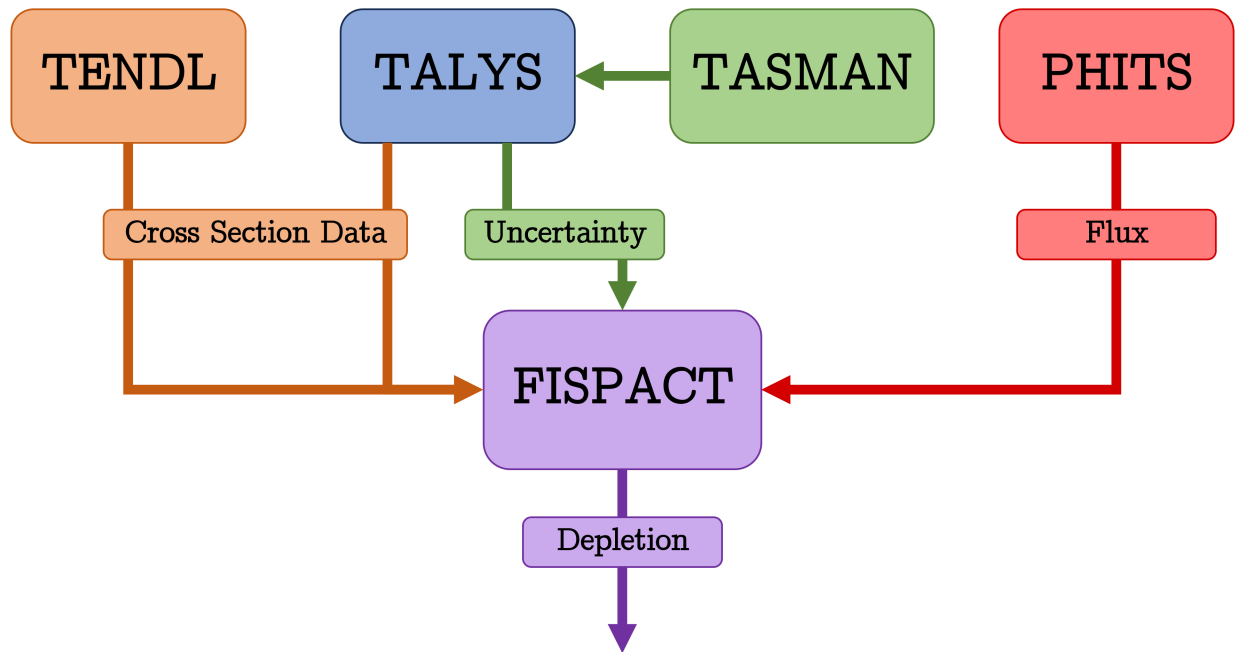 TENDL
TALYS
TASMAN
PHITS
Cross Section Data
Uncertainty
Flux
FISPACT
Depletion